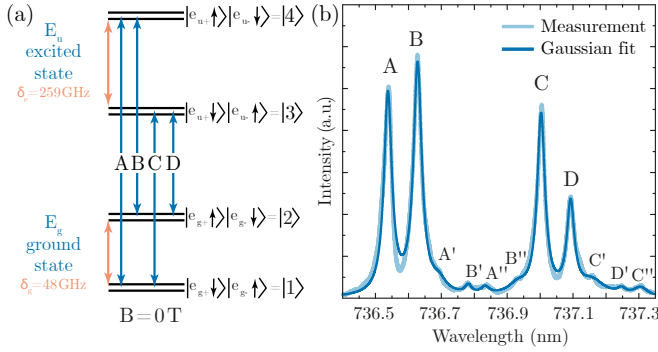 (a)
E_u
excited
state
δ_e=259GHz
|e_u+↑⟩|e_u-↓⟩=|4⟩
|e_u+↓⟩|e_u-↑⟩=|3⟩
A B C D
|e_g+↑⟩|e_g-↓⟩=|2⟩
E_g
ground
state
δ_g=48GHz
|e_g+↓⟩|e_g-↑⟩=|1⟩
B=0T
(b)
Measurement
Gaussian fit
A
B
C
D
A'
B'
A''
B''
C'
D'
C''
Intensity (a.u.)
736.5 736.7 736.9 737.1 737.3
Wavelength (nm)